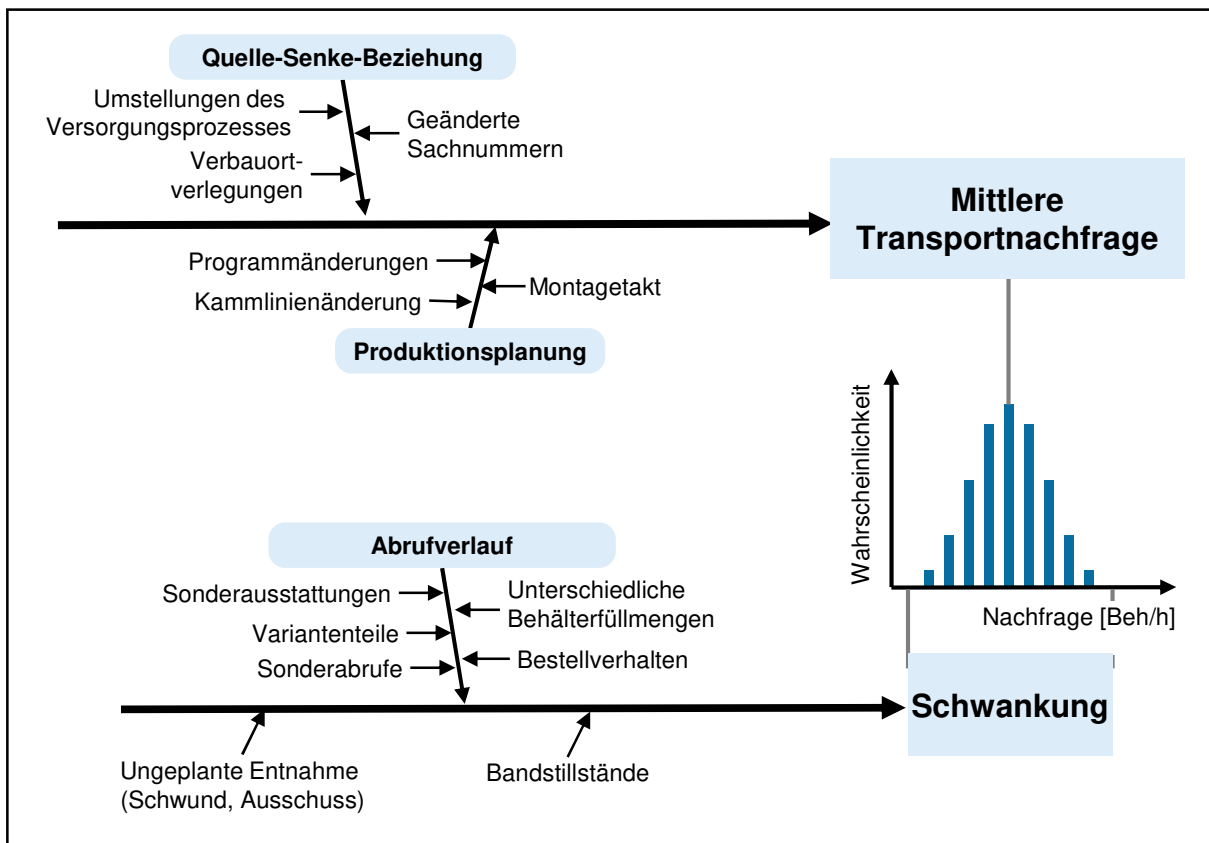 Quelle-Senke-Beziehung
Umstellungen des
Versorgungsprozesses
Geänderte
Sachnummern
Verbauort-
verlegungen
Mittlere
Transportnachfrage
Programmänderungen
Kammlinienänderung
Montagetakt
Produktionsplanung
Wahrscheinlichkeit
Nachfrage [Beh/h]
Abrufverlauf
Sonderausstattungen
Unterschiedliche
Behälterfüllmengen
Variantenteile
Sonderabrufe
Bestellverhalten
Schwankung
Ungeplante Entnahme
(Schwund, Ausschuss)
Bandstillstände